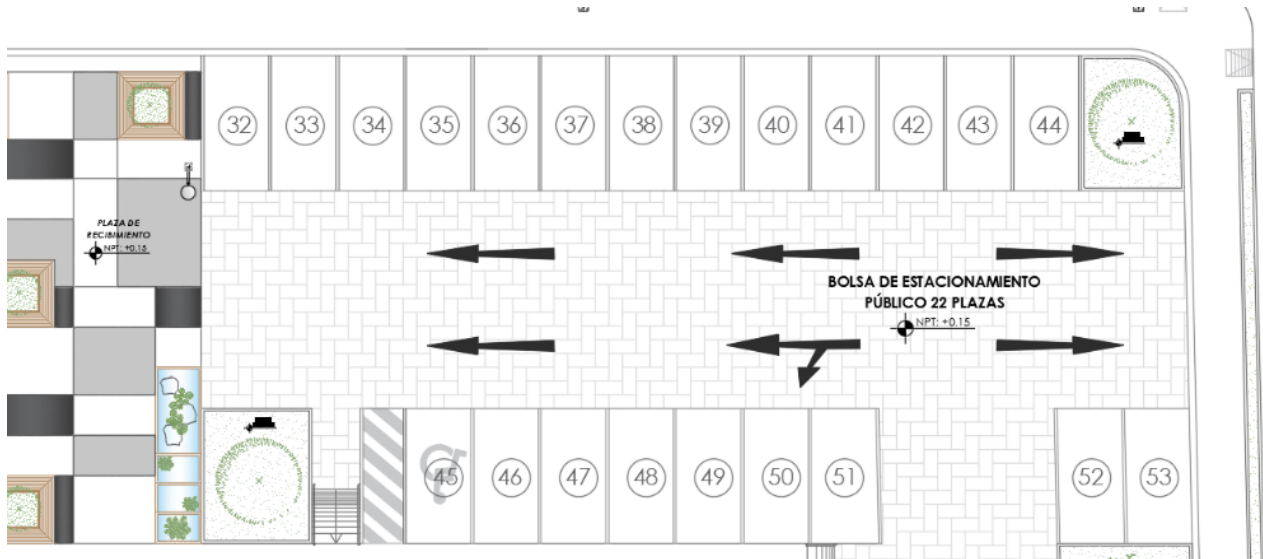 32 33 34 35 36 37 38 39 40 41 42 43 44
PLAZA DE
RECIBIMIENTO
NPT: +0.15
BOLSA DE ESTACIONAMIENTO
PÚBLICO 22 PLAZAS
NPT: +0.15
45 46 47 48 49 50 51 52 53